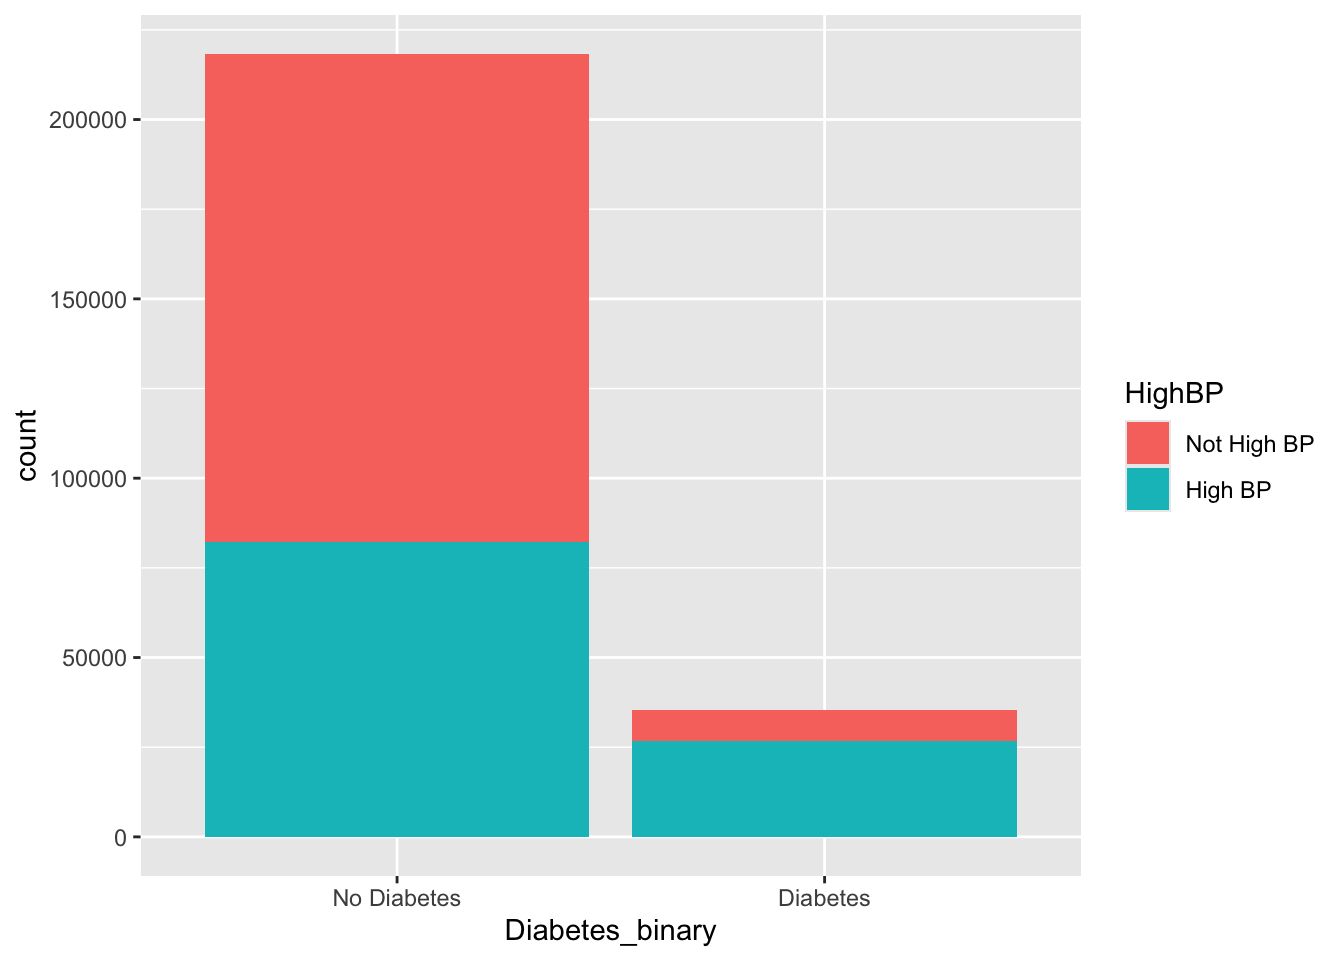 200000
150000
100000
50000
0
count
No Diabetes
Diabetes
Diabetes_binary
HighBP
Not High BP
High BP